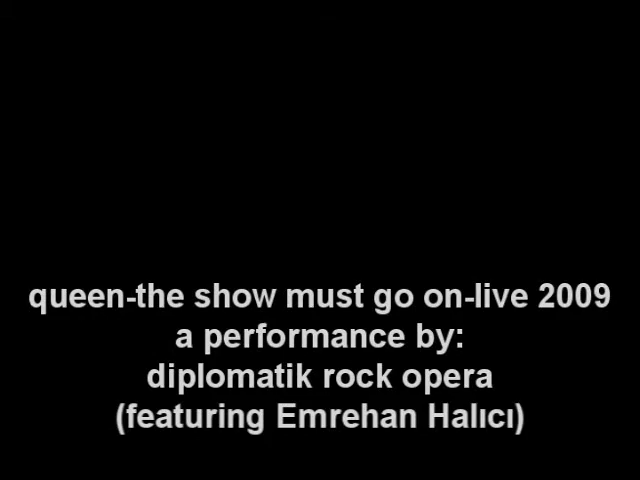 queen-the show must go on-live 2009
a performance by:
diplomatik rock opera
(featuring Emrehan Halıcı)